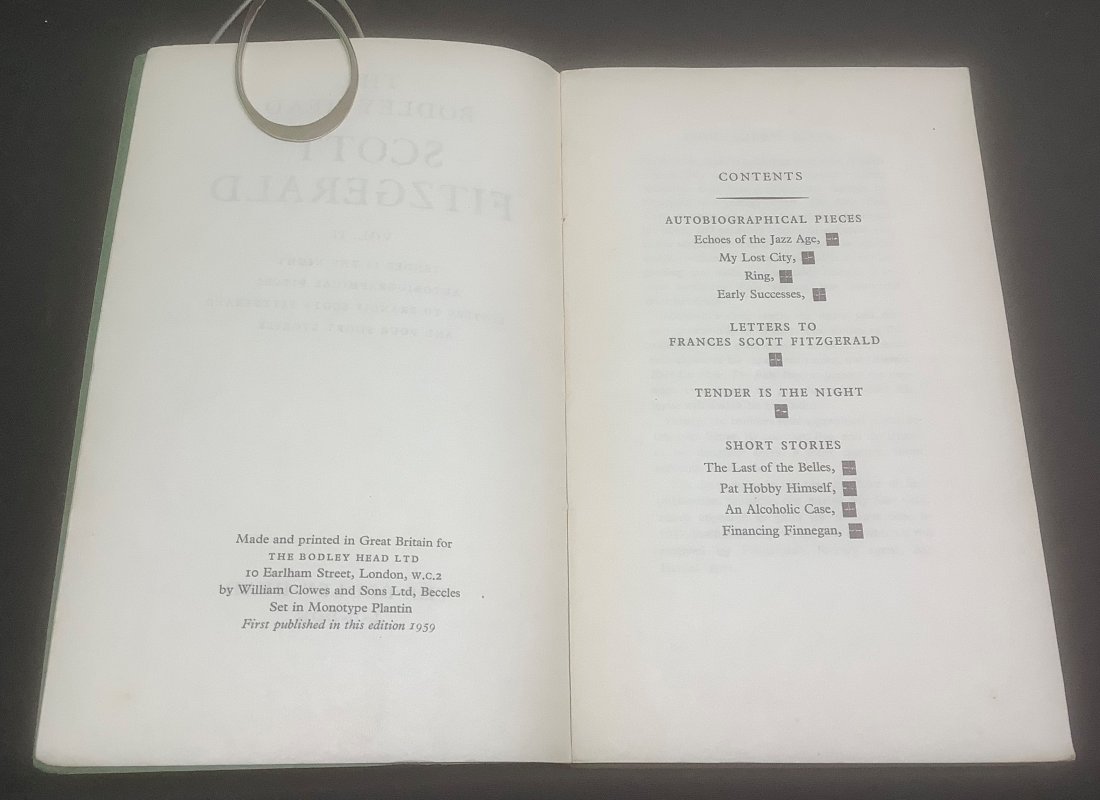 Made and printed in Great Britain for
THE BODLEY HEAD LTD
10 Earlham Street, London, W.C.2
by William Clowes and Sons Ltd, Beccles
Set in Monotype Plantin
First published in this edition 1959
CONTENTS
AUTOBIOGRAPHICAL PIECES
Echoes of the Jazz Age,
My Lost City,
Ring,
Early Successes,
LETTERS TO
FRANCES SCOTT FITZGERALD
TENDER IS THE NIGHT
SHORT STORIES
The Last of the Belles,
Pat Hobby Himself,
An Alcoholic Case,
Financing Finnegan,